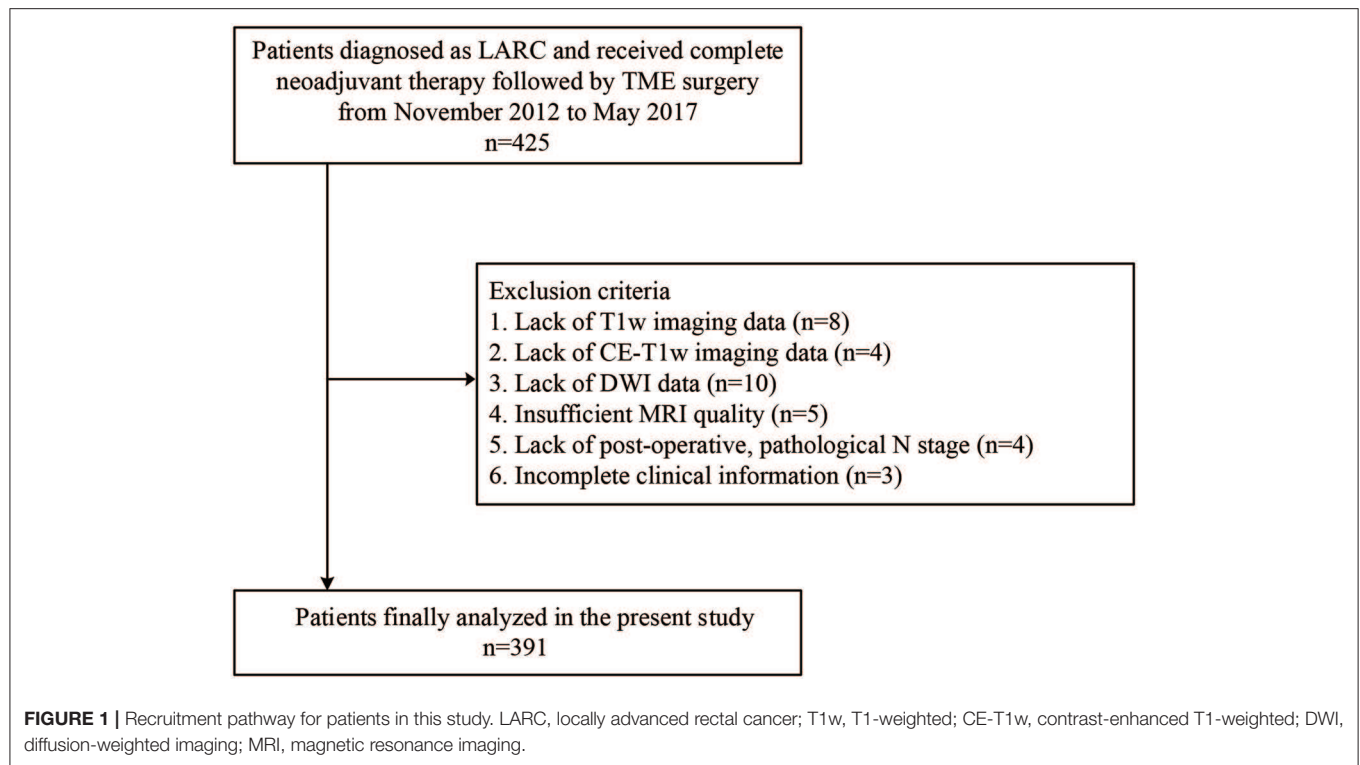 Patients diagnosed as LARC and received complete
neoadjuvant therapy followed by TME surgery
from November 2012 to May 2017
n=425
Exclusion criteria
1. Lack of T1w imaging data (n=8)
2. Lack of CE-T1w imaging data (n=4)
3. Lack of DWI data (n=10)
4. Insufficient MRI quality (n=5)
5. Lack of post-operative, pathological N stage (n=4)
6. Incomplete clinical information (n=3)
Patients finally analyzed in the present study
n=391
FIGURE 1 | Recruitment pathway for patients in this study. LARC, locally advanced rectal cancer; T1w, T1-weighted; CE-T1w, contrast-enhanced T1-weighted; DWI,
diffusion-weighted imaging; MRI, magnetic resonance imaging.